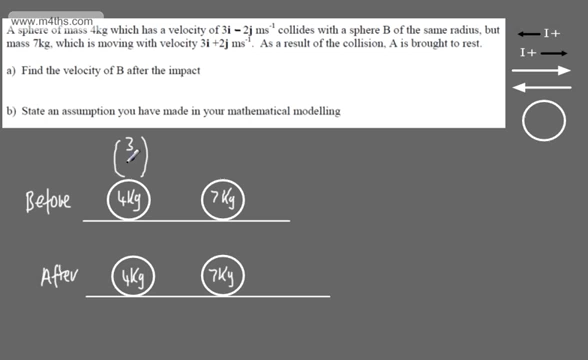 www.m4ths.com
A sphere of mass 4kg which has a velocity of 3i − 2j ms⁻¹ collides with a sphere B of the same radius, but
mass 7kg, which is moving with velocity 3i +2j ms⁻¹. As a result of the collision, A is brought to rest.
a) Find the velocity of B after the impact
b) State an assumption you have made in your mathematical modelling
I+
I+
(3)
Before 4Kg 7Kg
After 4Kg 7Kg